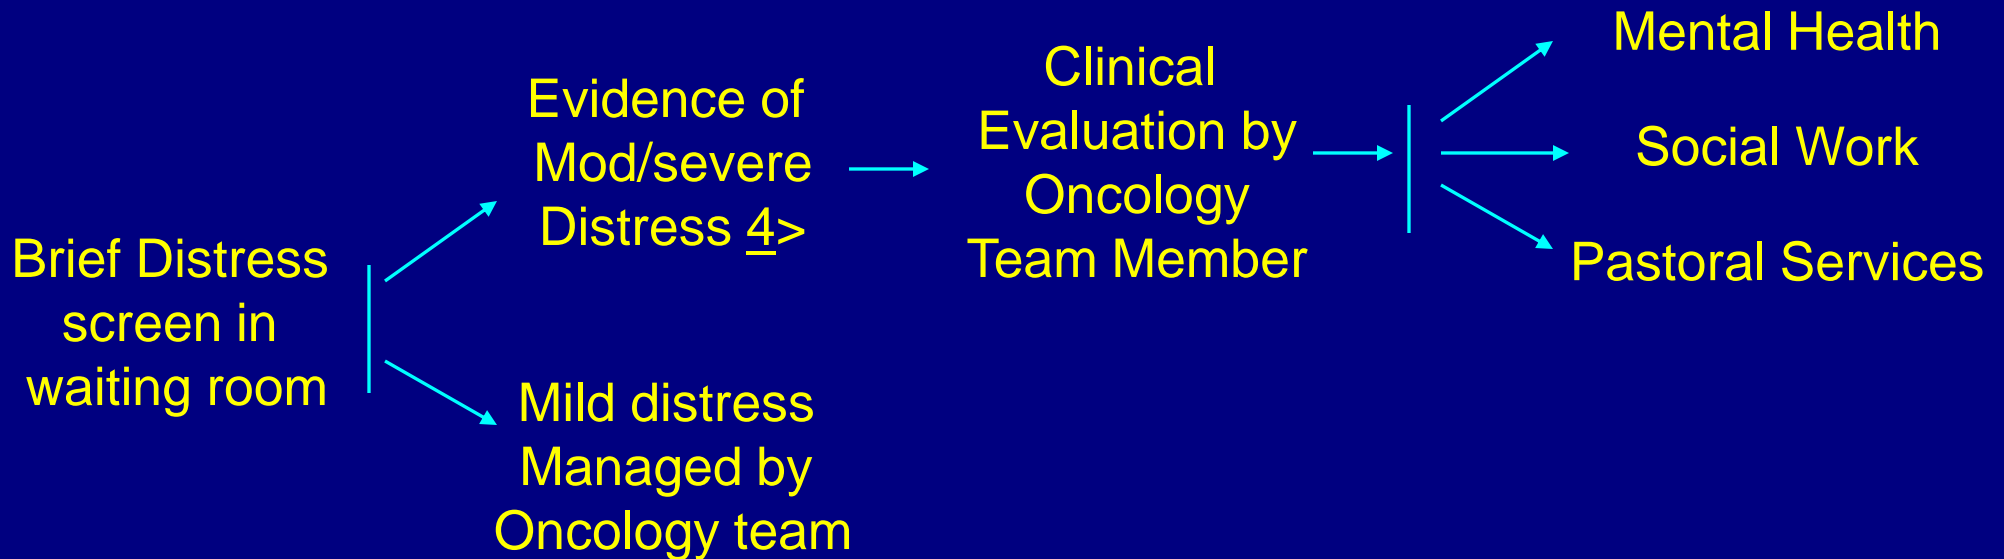 Brief Distress
screen in
waiting room
Evidence of
Mod/severe
Distress 4>
Mild distress
Managed by
Oncology team
Clinical
Evaluation by
Oncology
Team Member
Mental Health
Social Work
Pastoral Services